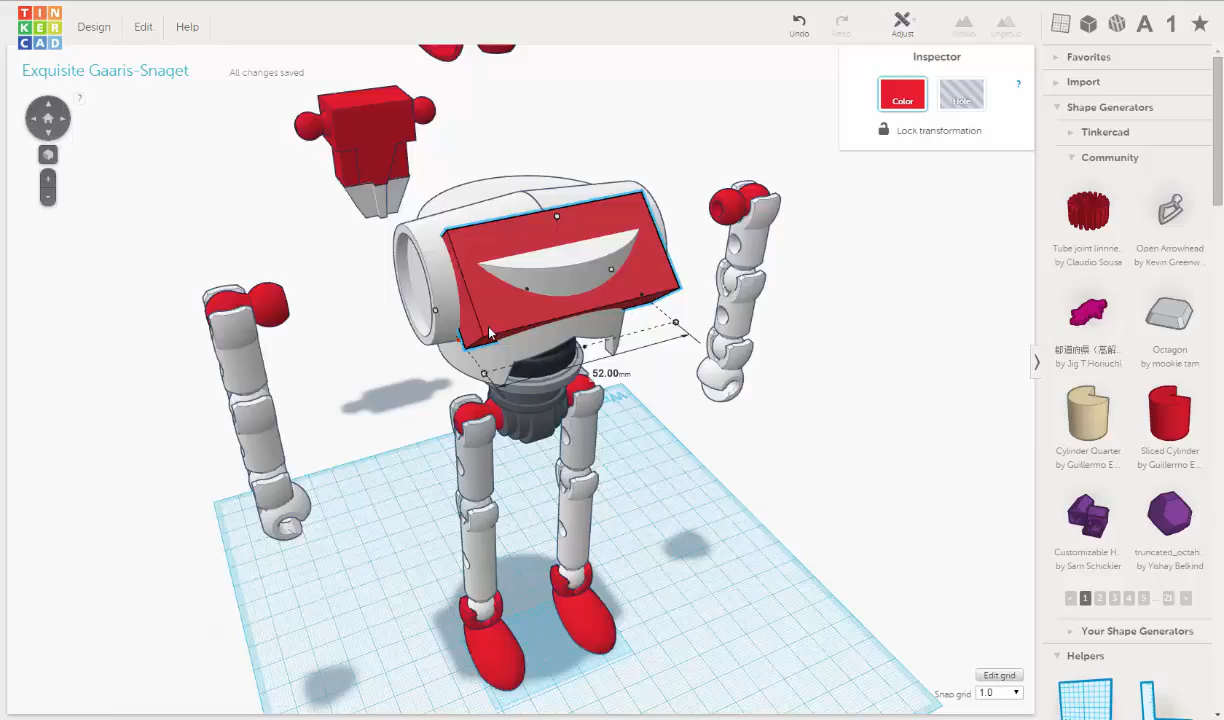 TIN
KER
CAD
Design
Edit
Help
Undo
Redo
Adjust
Group
Ungroup
A
1
Exquisite Gaaris-Snaget
All changes saved
?
Inspector
Color
Hole
?
Lock transformation
52.00mm
Edit grid
Snap grid
1.0
Favorites
Import
Shape Generators
Tinkercad
Community
Tube joint linnne...
by Claudio Sousa
Open Arrowhead
by Kevin Greenw...
by Jig T.Horiuchi
Octagon
by mookie tam
Cylinder Quarter
by Guillermo E...
Sliced Cylinder
by Guillermo E...
Customizable H...
by Sam Schickler
truncated_octah...
by Yishay Belkind
« 1 2 3 4 5 ... 21 »
Your Shape Generators
Helpers